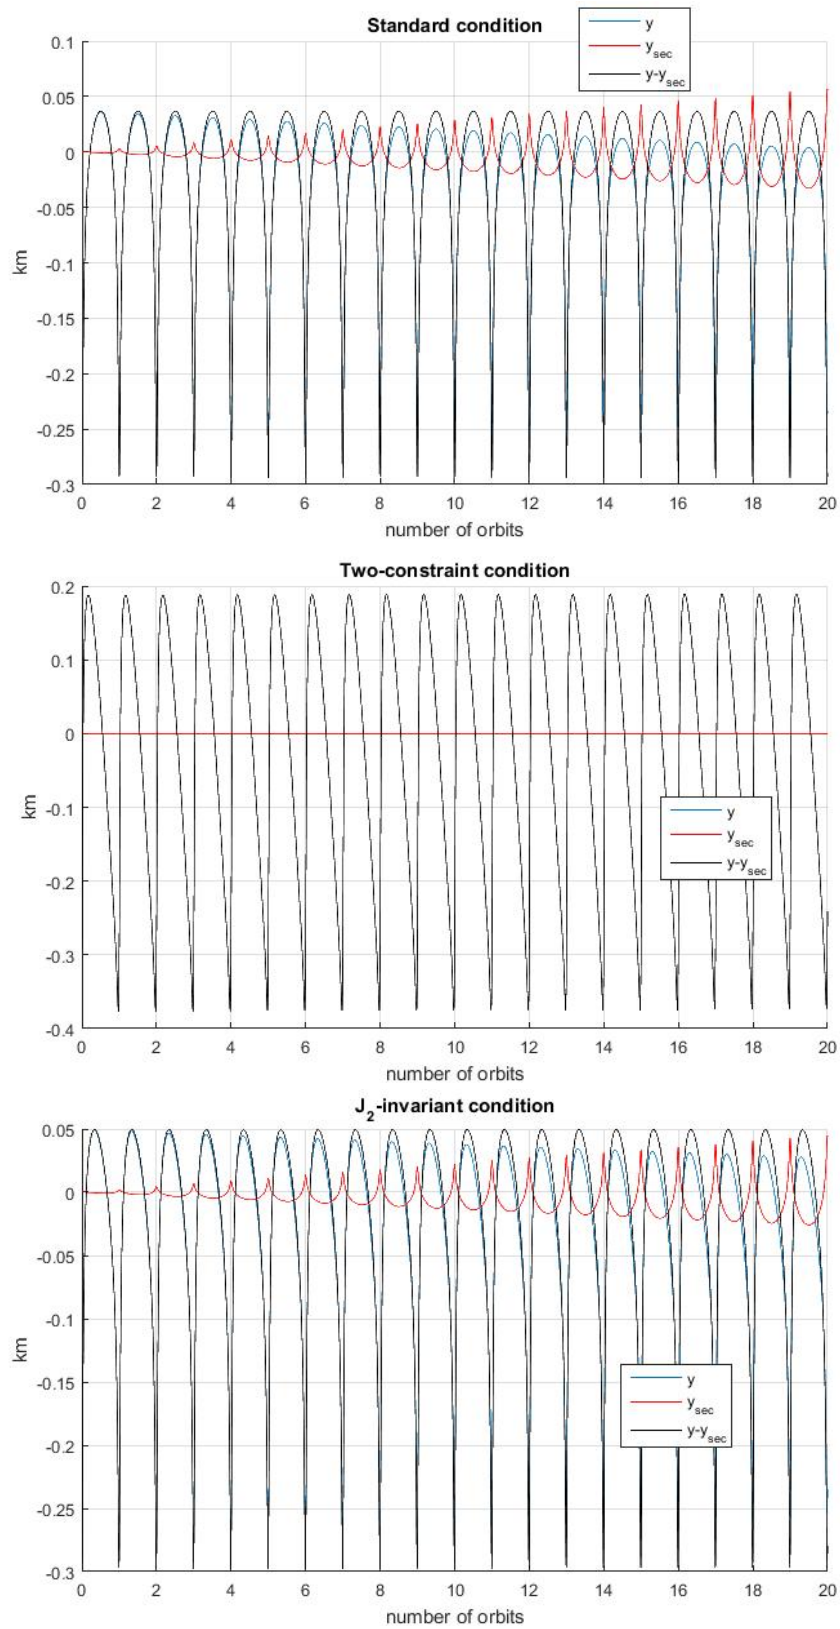 Standard condition
y
y_sec
y-y_sec
0.1
0.05
0
-0.05
-0.1
-0.15
-0.2
-0.25
-0.3
km
0 2 4 6 8 10 12 14 16 18 20
number of orbits
Two-constraint condition
0.2
0.1
0
-0.1
-0.2
-0.3
-0.4
km
y
y_sec
y-y_sec
0 2 4 6 8 10 12 14 16 18 20
number of orbits
J_2-invariant condition
0.05
0
-0.05
-0.1
-0.15
-0.2
-0.25
-0.3
km
y
y_sec
y-y_sec
0 2 4 6 8 10 12 14 16 18 20
number of orbits